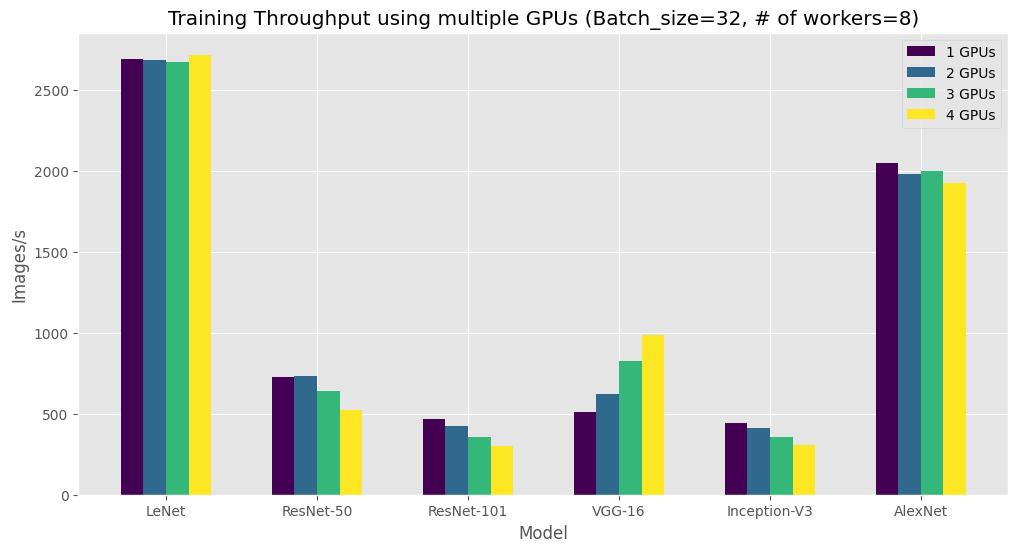 Training Throughput using multiple GPUs (Batch_size=32, # of workers=8)
1 GPUs
2 GPUs
3 GPUs
4 GPUs
Images/s
2500
2000
1500
1000
500
0
LeNet
ResNet-50
ResNet-101
VGG-16
Inception-V3
AlexNet
Model